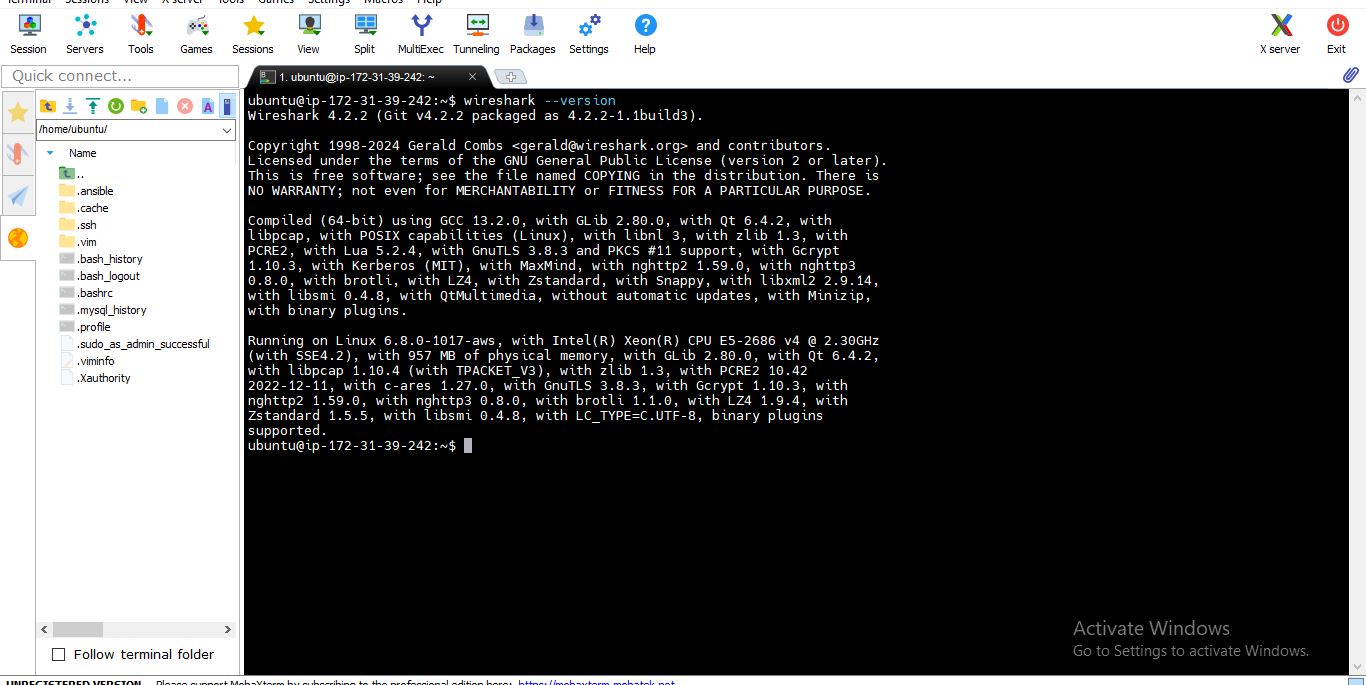 Terminal Sessions View X server Tools Games Settings Macros Help
Session Servers Tools Games Sessions View Split MultiExec Tunneling Packages Settings Help X server Exit
Quick connect...
1. ubuntu@ip-172-31-39-242: ~
/home/ubuntu/
Name
..
.ansible
.cache
.ssh
.vim
.bash_history
.bash_logout
.bashrc
.mysql_history
.profile
.sudo_as_admin_successful
.viminfo
.Xauthority
Follow terminal folder
ubuntu@ip-172-31-39-242:~$ wireshark --version
Wireshark 4.2.2 (Git v4.2.2 packaged as 4.2.2-1.1build3).
Copyright 1998-2024 Gerald Combs <gerald@wireshark.org> and contributors.
Licensed under the terms of the GNU General Public License (version 2 or later).
This is free software; see the file named COPYING in the distribution. There is
NO WARRANTY; not even for MERCHANTABILITY or FITNESS FOR A PARTICULAR PURPOSE.
Compiled (64-bit) using GCC 13.2.0, with GLib 2.80.0, with Qt 6.4.2, with
libpcap, with POSIX capabilities (Linux), with libnl 3, with zlib 1.3, with
PCRE2, with Lua 5.2.4, with GnuTLS 3.8.3 and PKCS #11 support, with Gcrypt
1.10.3, with Kerberos (MIT), with MaxMind, with nghttp2 1.59.0, with nghttp3
0.8.0, with brotli, with LZ4, with Zstandard, with Snappy, with libxml2 2.9.14,
with libsmi 0.4.8, with QtMultimedia, without automatic updates, with Minizip,
with binary plugins.
Running on Linux 6.8.0-1017-aws, with Intel(R) Xeon(R) CPU E5-2686 v4 @ 2.30GHz
(with SSE4.2), with 957 MB of physical memory, with GLib 2.80.0, with Qt 6.4.2,
with libpcap 1.10.4 (with TPACKET_V3), with zlib 1.3, with PCRE2 10.42
2022-12-11, with c-ares 1.27.0, with GnuTLS 3.8.3, with Gcrypt 1.10.3, with
nghttp2 1.59.0, with nghttp3 0.8.0, with brotli 1.1.0, with LZ4 1.9.4, with
Zstandard 1.5.5, with libsmi 0.4.8, with LC_TYPE=C.UTF-8, binary plugins
supported.
ubuntu@ip-172-31-39-242:~$
Activate Windows
Go to Settings to activate Windows.
UNREGISTERED VERSION - Please support MobaXterm by subscribing to the professional edition here: https://mobaxterm.mobatek.net